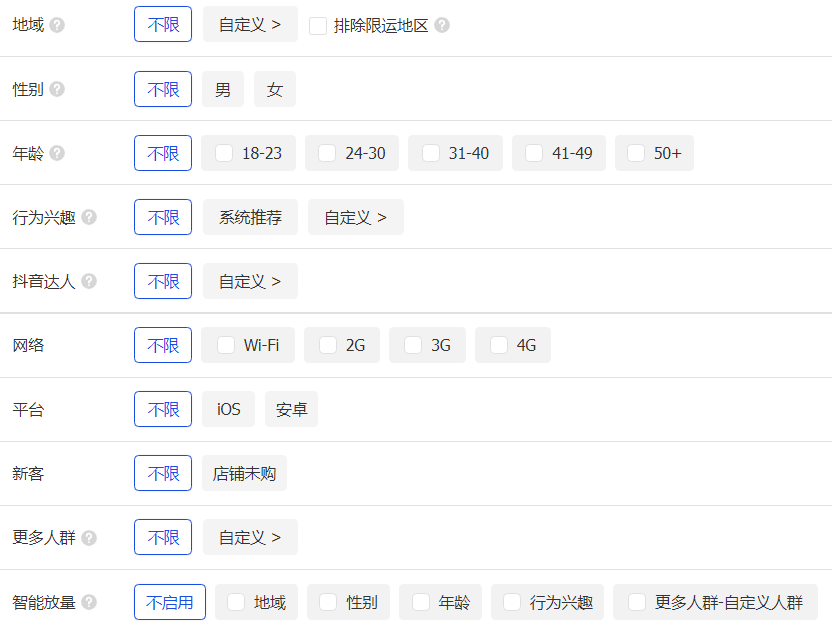 地域 ? 不限 自定义 > 排除限运地区 ?
性别 ? 不限 男 女
年龄 ? 不限 18-23 24-30 31-40 41-49 50+
行为兴趣 ? 不限 系统推荐 自定义 >
抖音达人 ? 不限 自定义 >
网络 不限 Wi-Fi 2G 3G 4G
平台 不限 iOS 安卓
新客 不限 店铺未购
更多人群 ? 不限 自定义 >
智能放量 ? 不启用 地域 性别 年龄 行为兴趣 更多人群-自定义人群